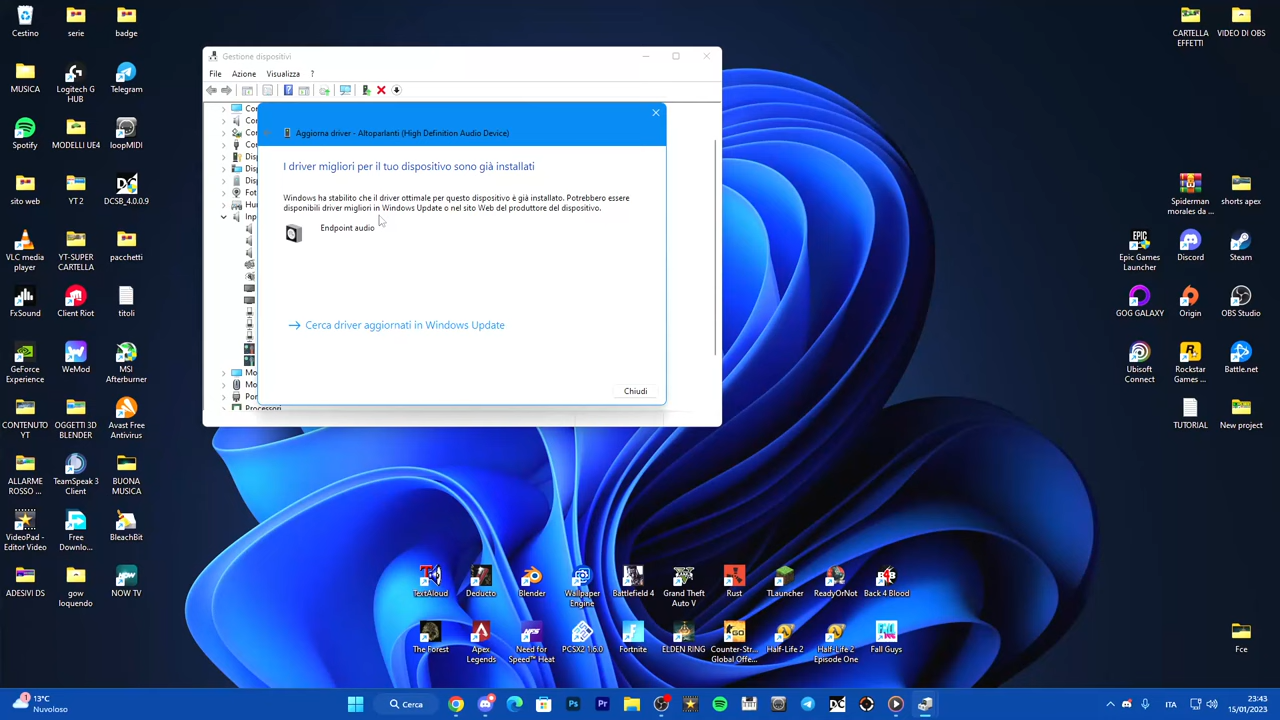 Cestino
serie
badge
MUSICA
Logitech G
HUB
Telegram
Spotify
MODELLI UE4
loopMIDI
sito web
YT 2
DCSB_4.0.0.9
VLC media
player
YT-SUPER
CARTELLA
pacchetti
FxSound
Client Riot
titoli
GeForce
Experience
WeMod
MSI
Afterburner
CONTENUTO
YT
OGGETTI 3D
BLENDER
Avast Free
Antivirus
ALLARME
ROSSO ...
TeamSpeak 3
Client
BUONA
MUSICA
VideoPad -
Editor Video
Free
Downlo...
BleachBit
ADESIVI DS
gow
loquendo
NOW TV
Gestione dispositivi
File
Azione
Visualizza
?
Aggiorna driver - Altoparlanti (High Definition Audio Device)
I driver migliori per il tuo dispositivo sono già installati
Windows ha stabilito che il driver ottimale per questo dispositivo è già installato. Potrebbero essere
disponibili driver migliori in Windows Update o nel sito Web del produttore del dispositivo.
Endpoint audio
Cerca driver aggiornati in Windows Update
Chiudi
Processori
CARTELLA
EFFETTI
VIDEO DI OBS
Spiderman
morales da ...
shorts apex
Epic Games
Launcher
Discord
Steam
GOG GALAXY
Origin
OBS Studio
Ubisoft
Connect
Rockstar
Games ...
Battle.net
TUTORIAL
New project
Fce
TextAloud
Deducto
Blender
Wallpaper
Engine
Battlefield 4
Grand Theft
Auto V
Rust
TLauncher
ReadyOrNot
Back 4 Blood
The Forest
Apex
Legends
Need for
Speed™ Heat
PCSX2 1.6.0
Fortnite
ELDEN RING
Counter-Str...
Global Offe...
Half-Life 2
Half-Life 2
Episode One
Fall Guys
1
13°C
Nuvoloso
Cerca
ITA
23:43
15/01/2023